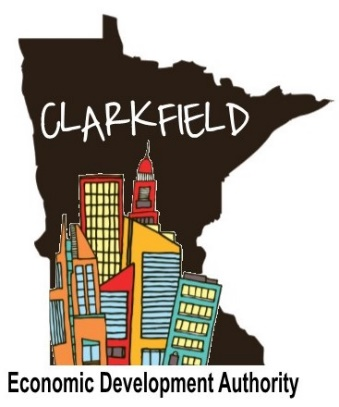 CLARKFIELD
Economic Development Authority